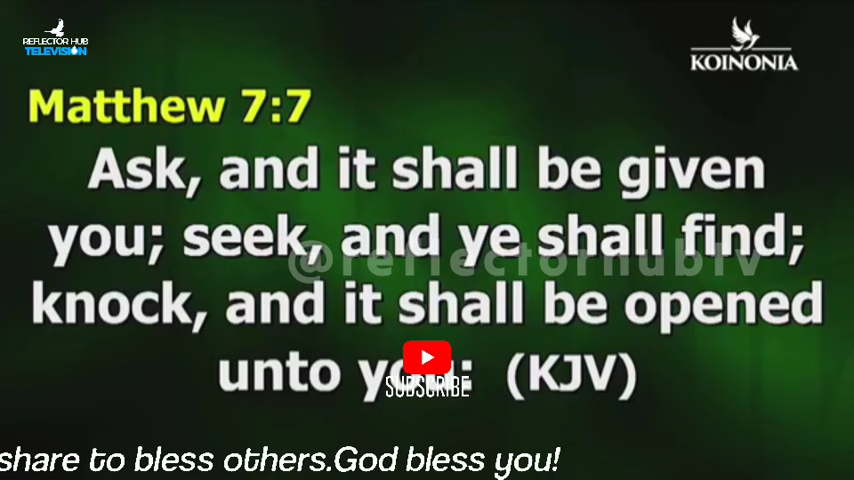 REFLECTOR HUB
TELEVISION
KOINONIA
Matthew 7:7
Ask, and it shall be given
you; seek, and ye shall find;
@reflectorhubtv
knock, and it shall be opened
unto you: (KJV)
SUBSCRIBE
share to bless others.God bless you!